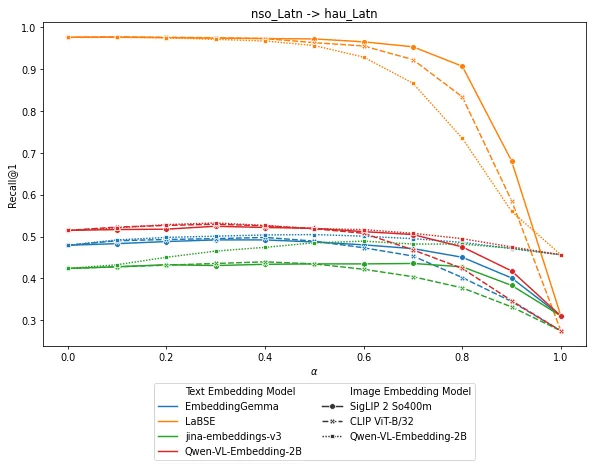 nso_Latn -> hau_Latn
1.0
0.9
0.8
0.7
0.6
0.5
0.4
0.3
Recall@1
0.0 0.2 0.4 0.6 0.8 1.0
α
Text Embedding Model Image Embedding Model
EmbeddingGemma SigLIP 2 So400m
LaBSE CLIP ViT-B/32
jina-embeddings-v3 Qwen-VL-Embedding-2B
Qwen-VL-Embedding-2B